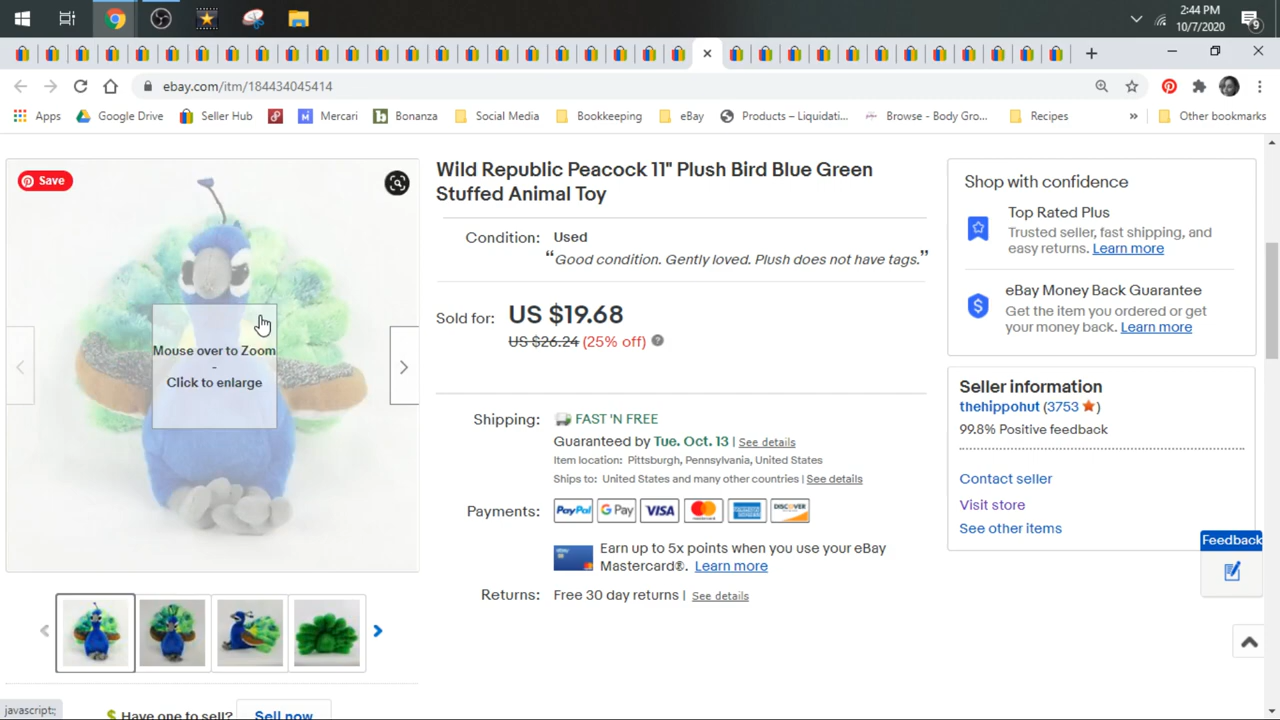 2:44 PM
10/7/2020
9
ebay.com/itm/184434045414
Apps
Google Drive
Seller Hub
Mercari
Bonanza
Social Media
Bookkeeping
eBay
Products – Liquidati...
Browse - Body Gro...
Recipes
»
Other bookmarks
Save
Mouse over to Zoom
-
Click to enlarge
Have one to sell?
Sell now
javascript:;
Wild Republic Peacock 11" Plush Bird Blue Green
Stuffed Animal Toy
Condition: Used
“Good condition. Gently loved. Plush does not have tags.”
Sold for: US $19.68
US $26.24 (25% off)
Shipping: FAST 'N FREE
Guaranteed by Tue. Oct. 13 | See details
Item location: Pittsburgh, Pennsylvania, United States
Ships to: United States and many other countries | See details
Payments: PayPal G Pay VISA MasterCard AMERICAN EXPRESS DISCOVER
ebay
Earn up to 5x points when you use your eBay
Mastercard®. Learn more
Returns: Free 30 day returns | See details
Shop with confidence
Top Rated Plus
Trusted seller, fast shipping, and
easy returns. Learn more
eBay Money Back Guarantee
Get the item you ordered or get
your money back. Learn more
Seller information
thehippohut (3753 )
99.8% Positive feedback
Contact seller
Visit store
See other items
Feedback